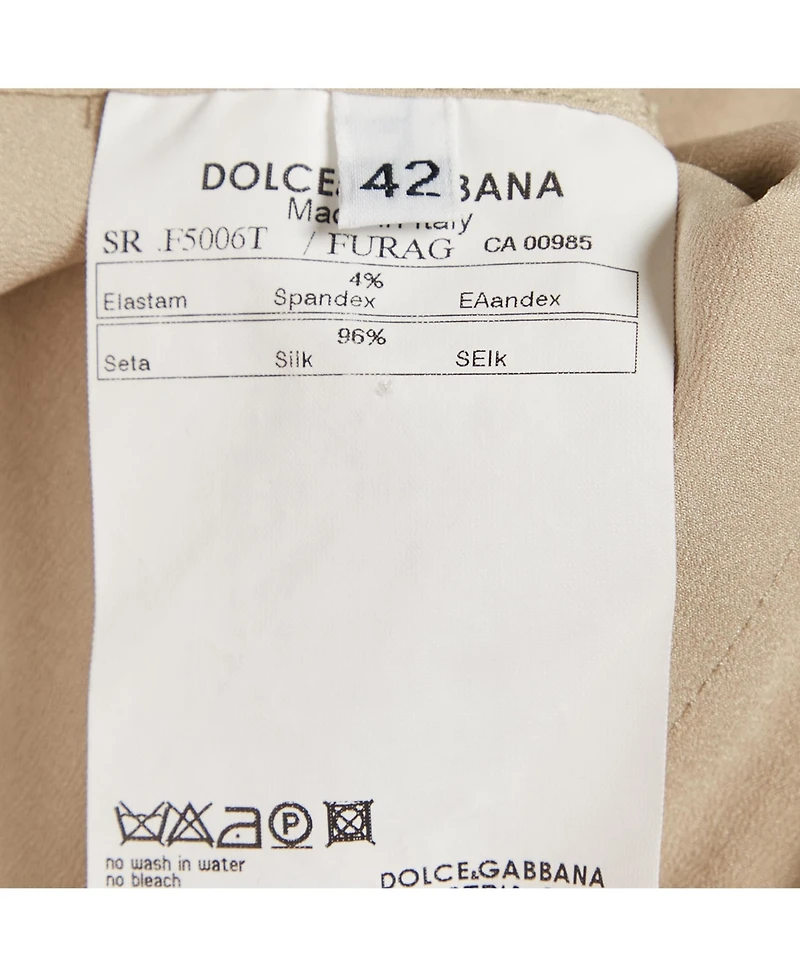 42
DOLCE&GABBANA
Made in Italy
SR .F5006T / FURAG CA 00985
4%
Elastam Spandex EAandex
96%
Seta Silk SEIk
P
no wash in water
no bleach
DOLCE&GABBANA